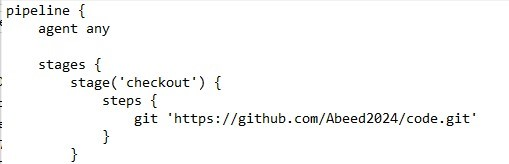 pipeline {
    agent any

    stages {
        stage('checkout') {
            steps {
                git 'https://github.com/Abeed2024/code.git'
            }
        }